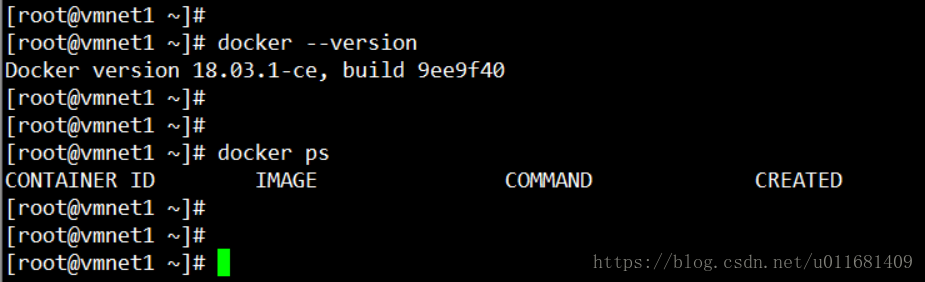 [root@vmnet1 ~]#
[root@vmnet1 ~]# docker --version
Docker version 18.03.1-ce, build 9ee9f40
[root@vmnet1 ~]#
[root@vmnet1 ~]#
[root@vmnet1 ~]# docker ps
CONTAINER ID        IMAGE               COMMAND             CREATED
[root@vmnet1 ~]#
[root@vmnet1 ~]#
[root@vmnet1 ~]#
https://blog.csdn.net/u011681409